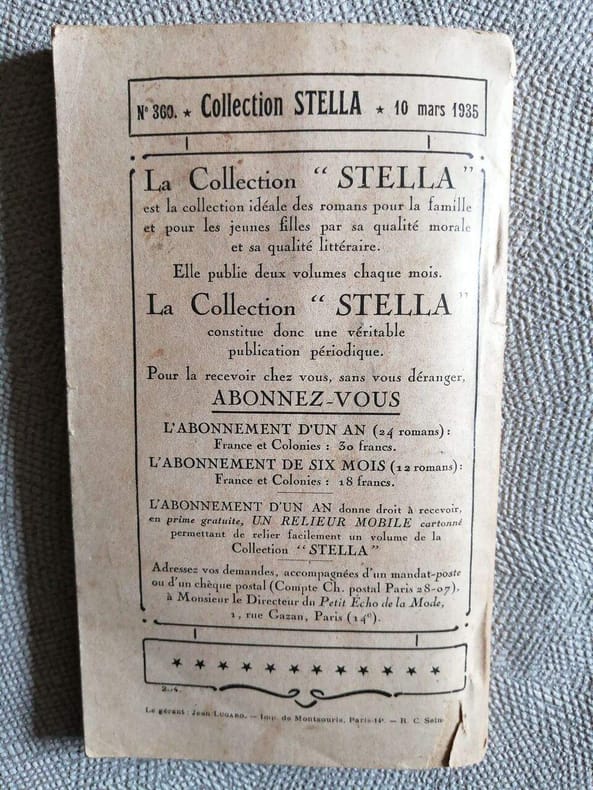 Nº 360. ★ Collection STELLA ★ 10 mars 1935
La Collection “ STELLA ”
est la collection idéale des romans pour la famille
et pour les jeunes filles par sa qualité morale
et sa qualité littéraire.
Elle publie deux volumes chaque mois.
La Collection “ STELLA ”
constitue donc une véritable
publication périodique.
Pour la recevoir chez vous, sans vous déranger,
ABONNEZ-VOUS
L'ABONNEMENT D'UN AN (24 romans) :
France et Colonies : 30 francs.
L'ABONNEMENT DE SIX MOIS (12 romans) :
France et Colonies : 18 francs.
L'ABONNEMENT D'UN AN donne droit à recevoir,
en prime gratuite, UN RELIEUR MOBILE cartonné
permettant de relier facilement un volume de la
Collection “STELLA”
Adressez vos demandes, accompagnées d'un mandat-poste
ou d'un chèque postal (Compte Ch. postal Paris 28-07),
à Monsieur le Directeur du Petit Écho de la Mode,
1, rue Gazan, Paris (14e).
★ ★ ★ ★ ★ ★ ★ ★ ★ ★ ★ ★
Le gérant : Jean LUGARO. — Imp. de Montsouris, Paris-14e. — R. C. Sein